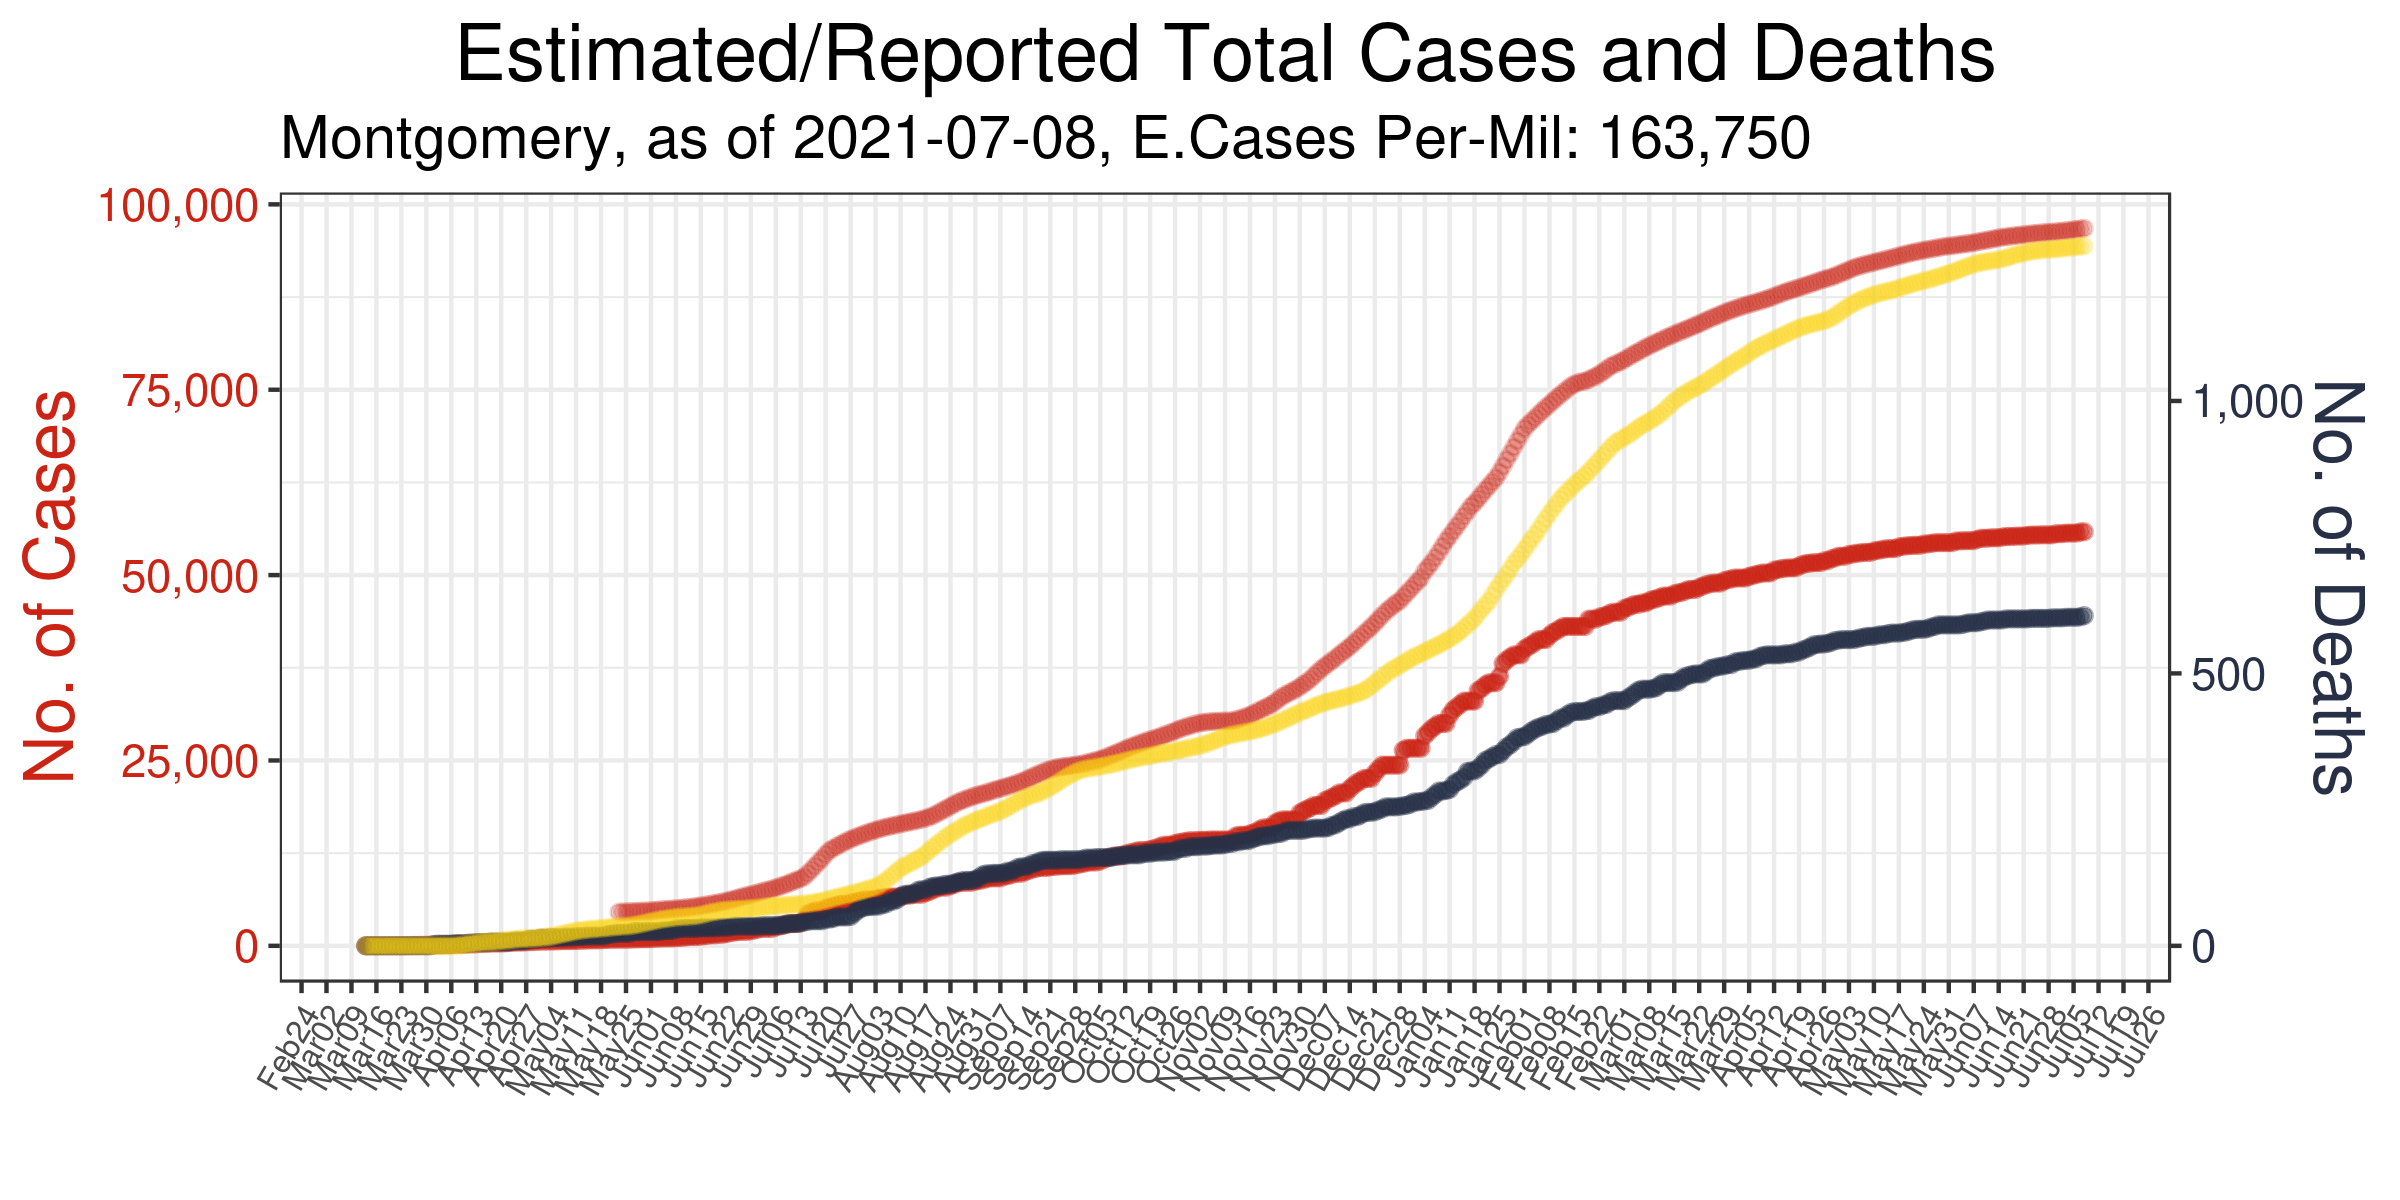 Estimated/Reported Total Cases and Deaths
Montgomery, as of 2021-07-08, E.Cases Per-Mil: 163,750
No. of Cases
100,000
75,000
50,000
25,000
0
1,000
500
0
No. of Deaths
Feb24
Mar02
Mar09
Mar16
Mar23
Mar30
Apr06
Apr13
Apr20
Apr27
May04
May11
May18
May25
Jun01
Jun08
Jun15
Jun22
Jun29
Jul06
Jul13
Jul20
Jul27
Aug03
Aug10
Aug17
Aug24
Aug31
Sep07
Sep14
Sep21
Sep28
Oct05
Oct12
Oct19
Oct26
Nov02
Nov09
Nov16
Nov23
Nov30
Dec07
Dec14
Dec21
Dec28
Jan04
Jan11
Jan18
Jan25
Feb01
Feb08
Feb15
Feb22
Mar01
Mar08
Mar15
Mar22
Mar29
Apr05
Apr12
Apr19
Apr26
May03
May10
May17
May24
May31
Jun07
Jun14
Jun21
Jun28
Jul05
Jul12
Jul19
Jul26